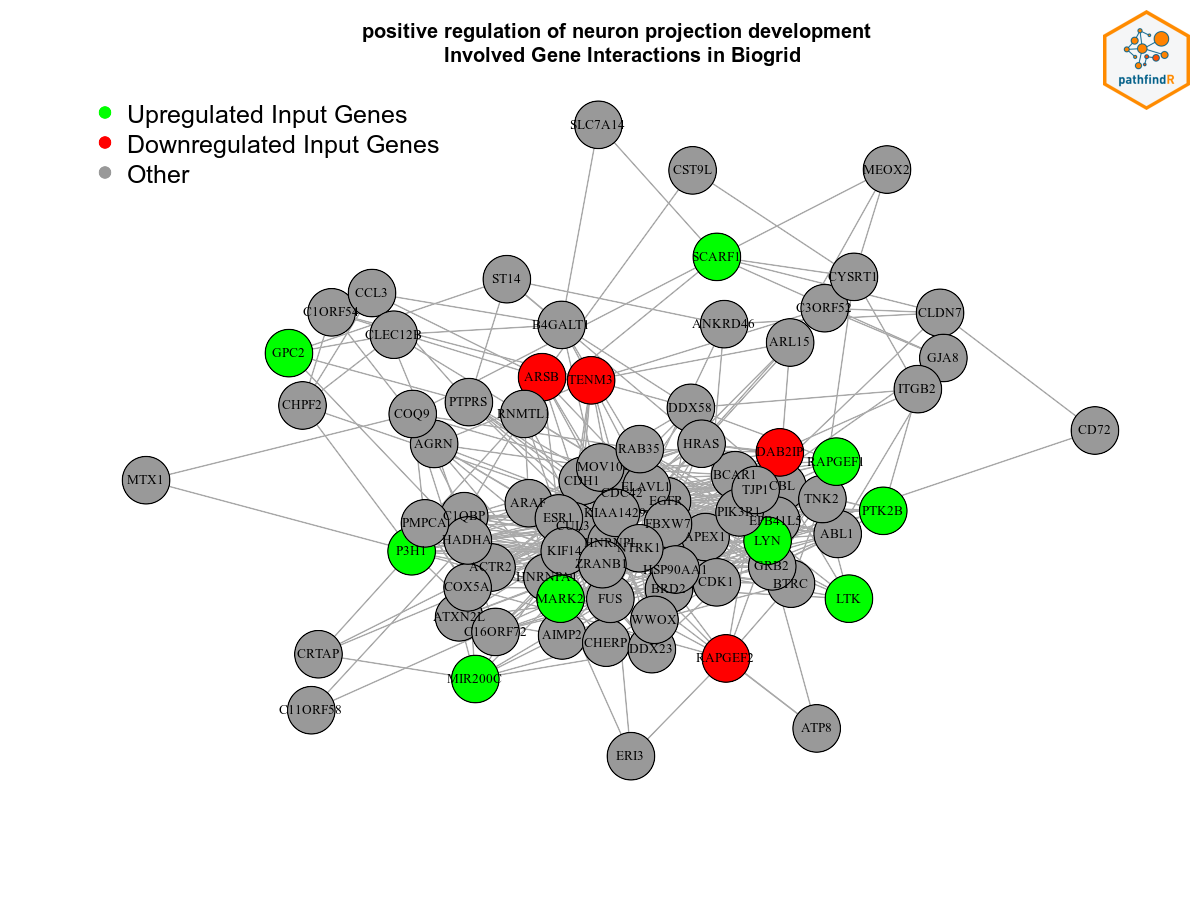 positive regulation of neuron projection development
Involved Gene Interactions in Biogrid
pathfindR
Upregulated Input Genes
Downregulated Input Genes
Other
SLC7A14
CST9L
MEOX2
SCARF1
ST14
CYSRT1
CCL3
C1ORF54
C3ORF52
CLDN7
B4GALT1
ANKRD46
CLEC12B
ARL15
GPC2
GJA8
ARSB
TENM3
ITGB2
CHPF2
PTPRS
DDX58
COQ9
RNMTL
CD72
AGRN
HRAS
RAB35
DAB2IP
RAPGEF1
MOV10
BCAR1
MTX1
CDH1
ELAVL1
CBL
TJP1
CDC42
EGFR
TNK2
ARAF
PTK2B
PIK3R1
KIAA1429
C1QBP
ESR1
PMPCA
CUL3
FBXW7
EPB41L5
ABL1
APEX1
HADHA
LYN
HNRNPL
NTRK1
P3H1
KIF14
ZRANB1
ACTR2
GRB2
HSP90AA1
HNRNPA1
CDK1
BTRC
COX5A
BRD2
MARK2
FUS
LTK
ATXN2L
WWOX
C16ORF72
AIMP2
CHERP
DDX23
CRTAP
RAPGEF2
MIR200C
C11ORF58
ATP8
ERI3